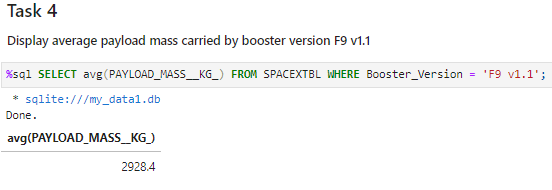 Task 4
Display average payload mass carried by booster version F9 v1.1
%sql SELECT avg(PAYLOAD_MASS__KG_) FROM SPACEXTBL WHERE Booster_Version = 'F9 v1.1';
* sqlite:///my_data1.db
Done.
avg(PAYLOAD_MASS__KG_)
2928.4